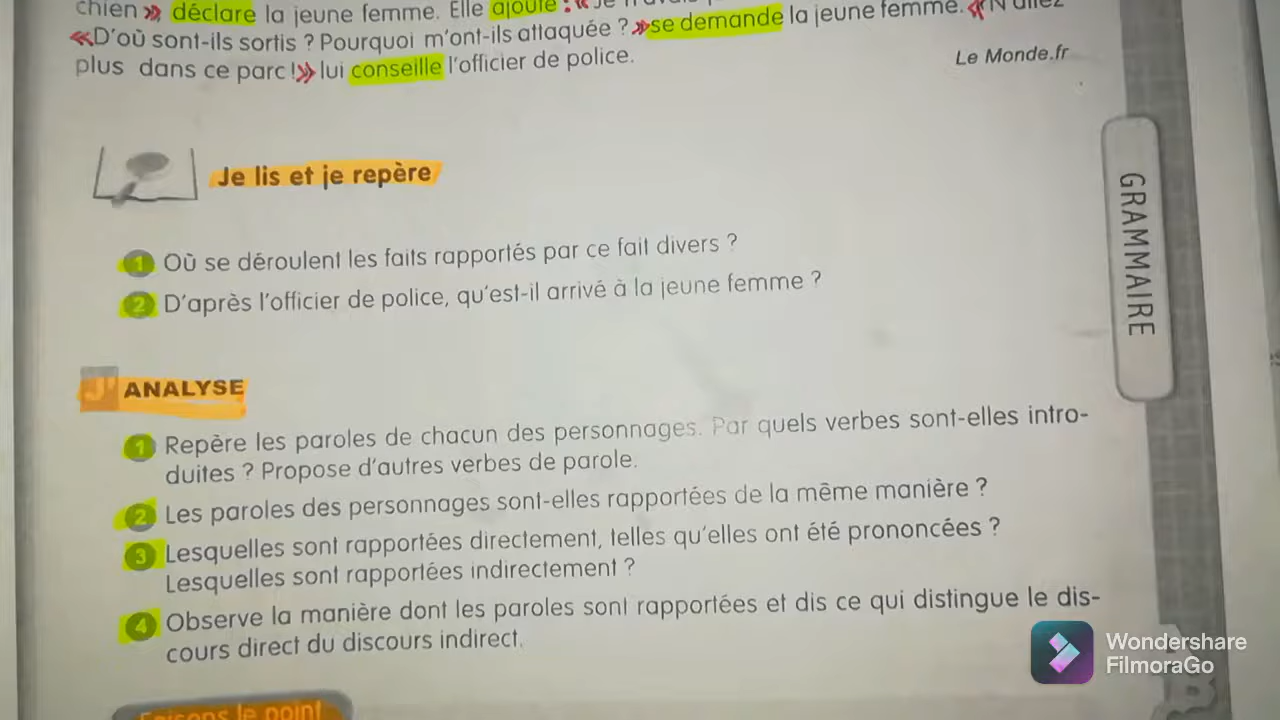 chien » déclare la jeune femme. Elle ajoute : « Je n'avais
«D'où sont-ils sortis ? Pourquoi m'ont-ils attaquée ? » se demande la jeune femme. « N'allez
plus dans ce parc !» lui conseille l'officier de police.
Le Monde.fr
Je lis et je repère
1 Où se déroulent les faits rapportés par ce fait divers ?
2 D'après l'officier de police, qu'est-il arrivé à la jeune femme ?
J' ANALYSE
1 Repère les paroles de chacun des personnages. Par quels verbes sont-elles intro-
duites ? Propose d'autres verbes de parole.
2 Les paroles des personnages sont-elles rapportées de la même manière ?
3 Lesquelles sont rapportées directement, telles qu'elles ont été prononcées ?
Lesquelles sont rapportées indirectement ?
4 Observe la manière dont les paroles sont rapportées et dis ce qui distingue le dis-
cours direct du discours indirect.
Faisons le point
GRAMMAIRE
Wondershare
FilmoraGo